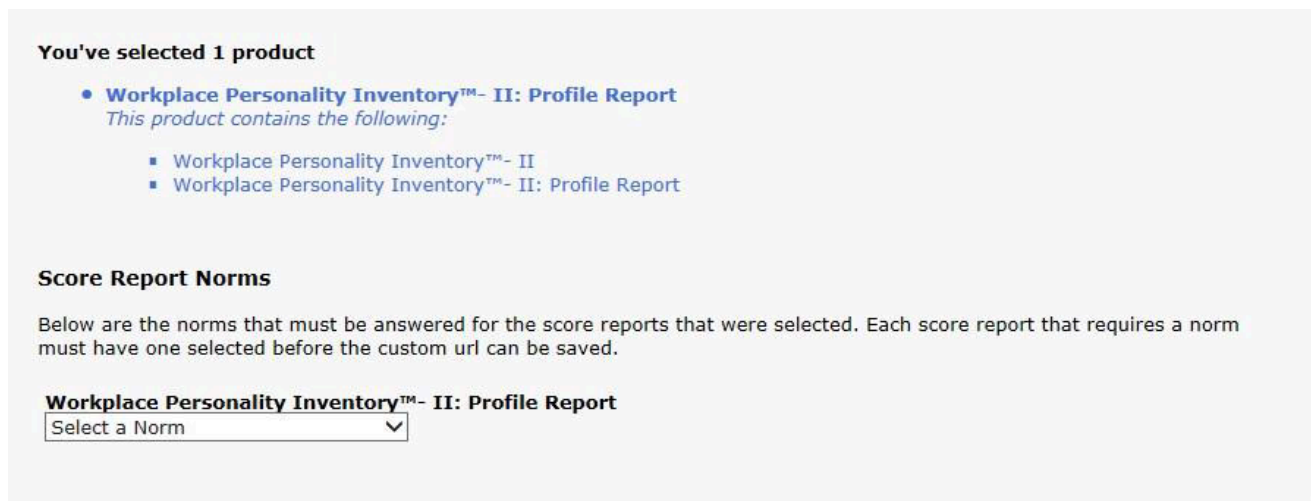 You've selected 1 product
Workplace Personality Inventory™- II: Profile Report
This product contains the following:
Workplace Personality Inventory™- II
Workplace Personality Inventory™- II: Profile Report
Score Report Norms
Below are the norms that must be answered for the score reports that were selected. Each score report that requires a norm
must have one selected before the custom url can be saved.
Workplace Personality Inventory™- II: Profile Report
Select a Norm